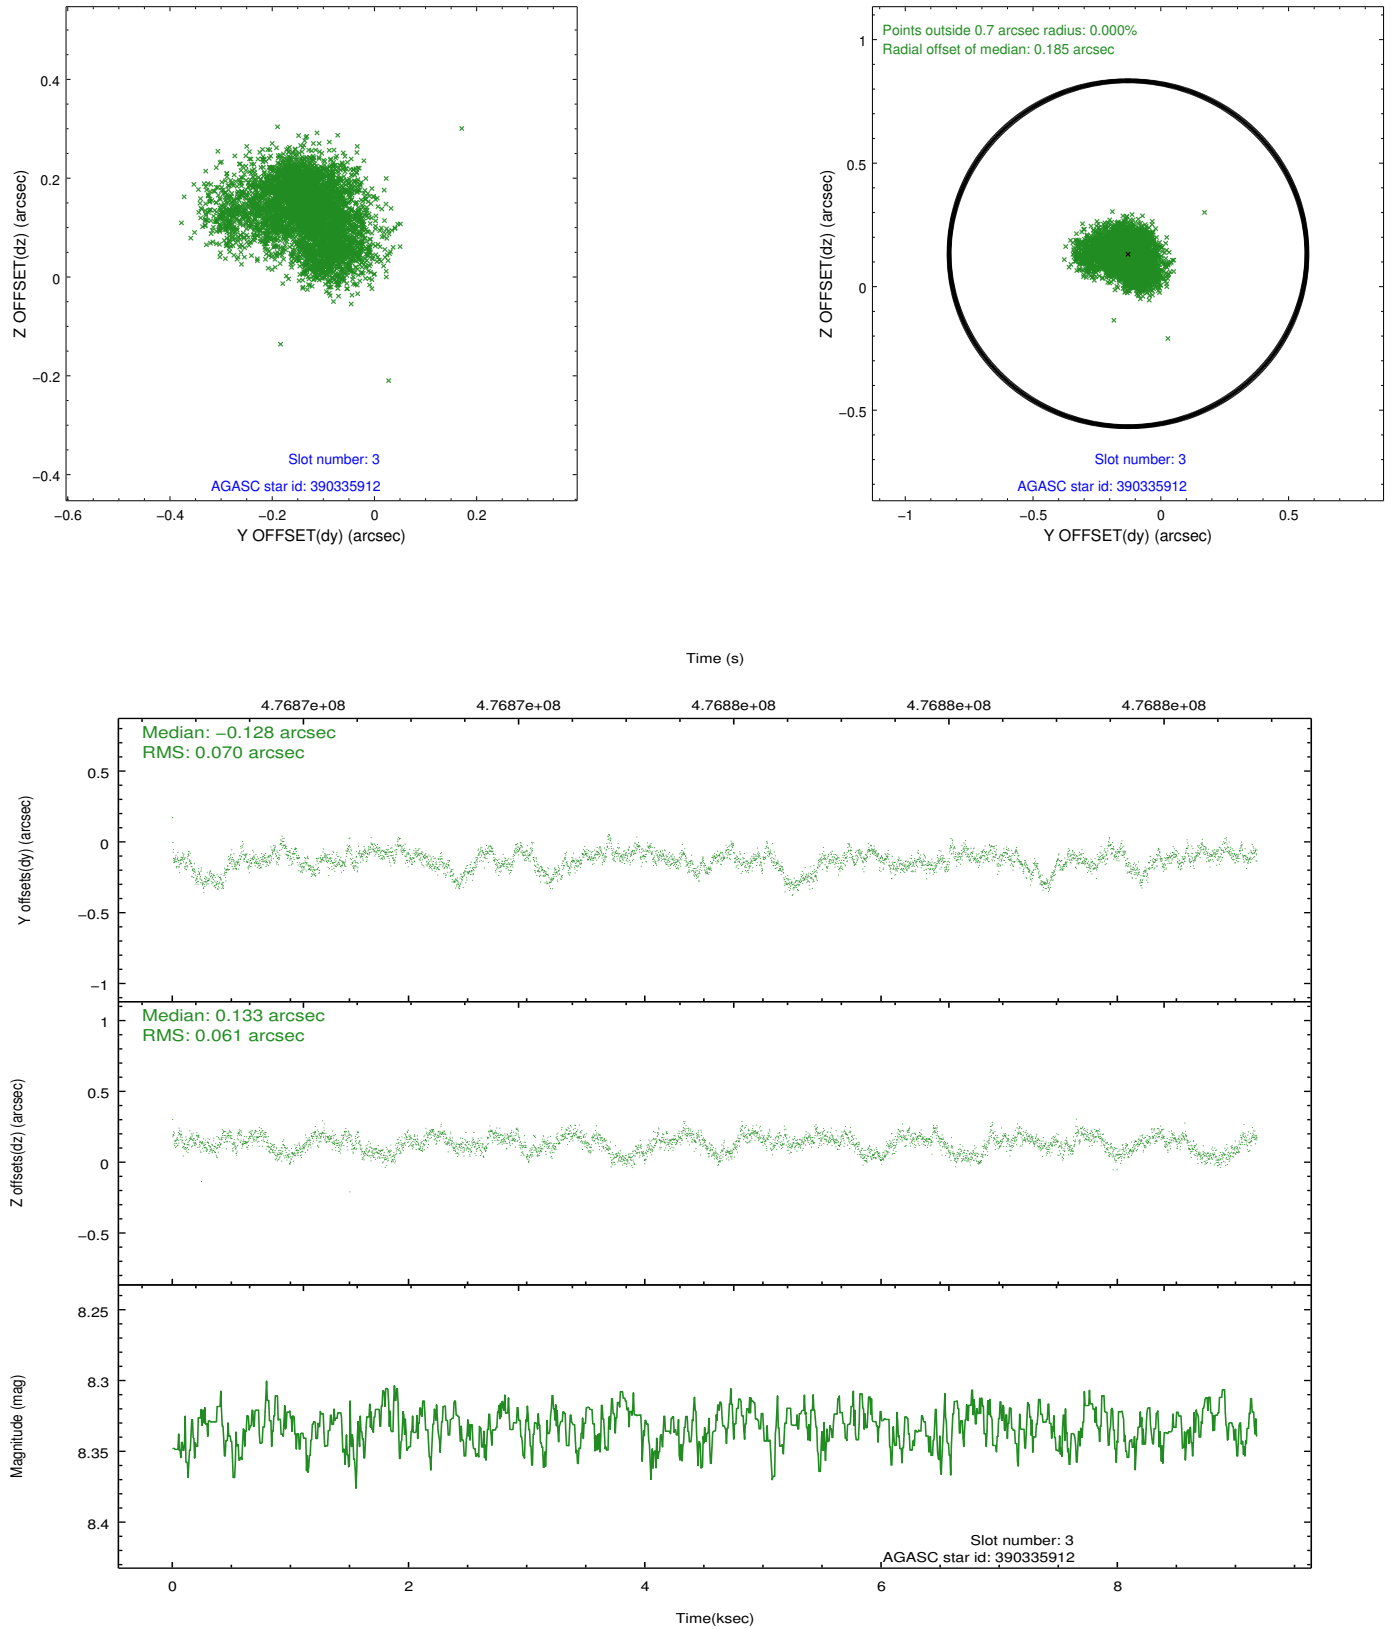 0.4
0.2
0
−0.2
−0.4
Z OFFSET(dz) (arcsec)
Slot number: 3
AGASC star id: 390335912
−0.6
−0.4
−0.2
0
0.2
Y OFFSET(dy) (arcsec)
Points outside 0.7 arcsec radius: 0.000%
Radial offset of median: 0.185 arcsec
1
0.5
0
−0.5
Z OFFSET(dz) (arcsec)
Slot number: 3
AGASC star id: 390335912
−1
−0.5
0
0.5
Y OFFSET(dy) (arcsec)
Time (s)
4.7687e+08
4.7687e+08
4.7688e+08
4.7688e+08
4.7688e+08
Median: −0.128 arcsec
RMS: 0.070 arcsec
0.5
0
−0.5
−1
Y offsets(dy) (arcsec)
Median: 0.133 arcsec
RMS: 0.061 arcsec
1
0.5
0
−0.5
Z offsets(dz) (arcsec)
8.25
8.3
8.35
8.4
Magnitude (mag)
Slot number: 3
AGASC star id: 390335912
0
2
4
6
8
Time(ksec)